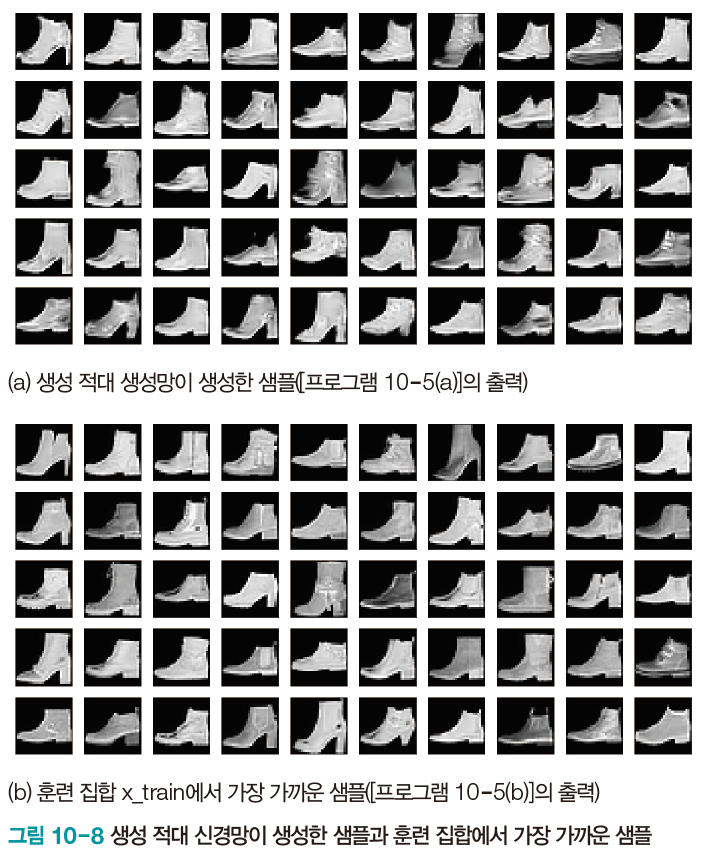 (a) 생성 적대 생성망이 생성한 샘플([프로그램 10-5(a)]의 출력)
(b) 훈련 집합 x_train에서 가장 가까운 샘플([프로그램 10-5(b)]의 출력)
그림 10-8 생성 적대 신경망이 생성한 샘플과 훈련 집합에서 가장 가까운 샘플